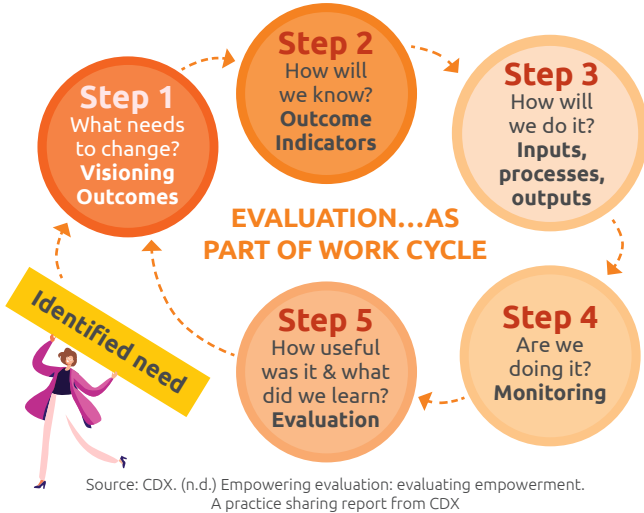 Step 1
What needs
to change?
Visioning
Outcomes
Step 2
How will
we know?
Outcome
Indicators
Step 3
How will
we do it?
Inputs,
processes,
outputs
EVALUATION...AS
PART OF WORK CYCLE
Step 4
Are we
doing it?
Monitoring
Step 5
How useful
was it & what
did we learn?
Evaluation
Identified need
Source: CDX. (n.d.) Empowering evaluation: evaluating empowerment.
A practice sharing report from CDX